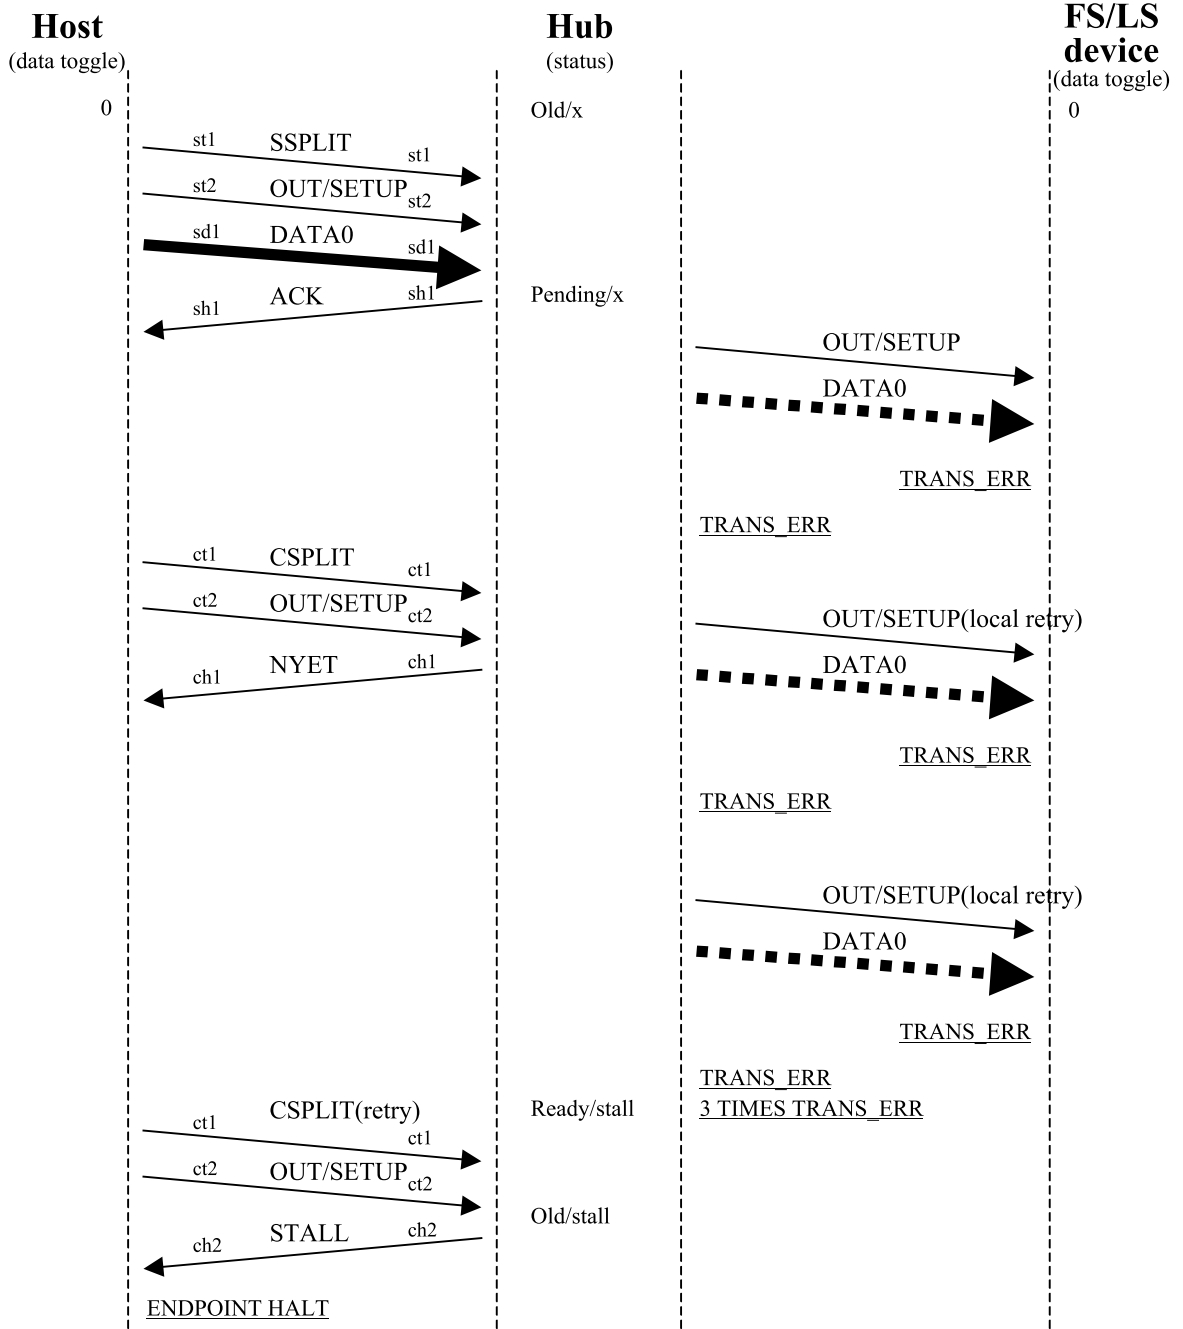 Host
(data toggle)
Hub
(status)
FS/LS
device
(data toggle)
0
Old/x
0
st1
SSPLIT
st1
st2
OUT/SETUP
st2
sd1
DATA0
sd1
sh1
ACK
sh1
Pending/x
OUT/SETUP
DATA0
TRANS_ERR
TRANS_ERR
ct1
CSPLIT
ct1
ct2
OUT/SETUP
ct2
OUT/SETUP(local retry)
ch1
NYET
ch1
DATA0
TRANS_ERR
TRANS_ERR
OUT/SETUP(local retry)
DATA0
TRANS_ERR
TRANS_ERR
Ready/stall
3 TIMES TRANS_ERR
ct1
CSPLIT(retry)
ct1
ct2
OUT/SETUP
ct2
Old/stall
ch2
STALL
ch2
ENDPOINT HALT